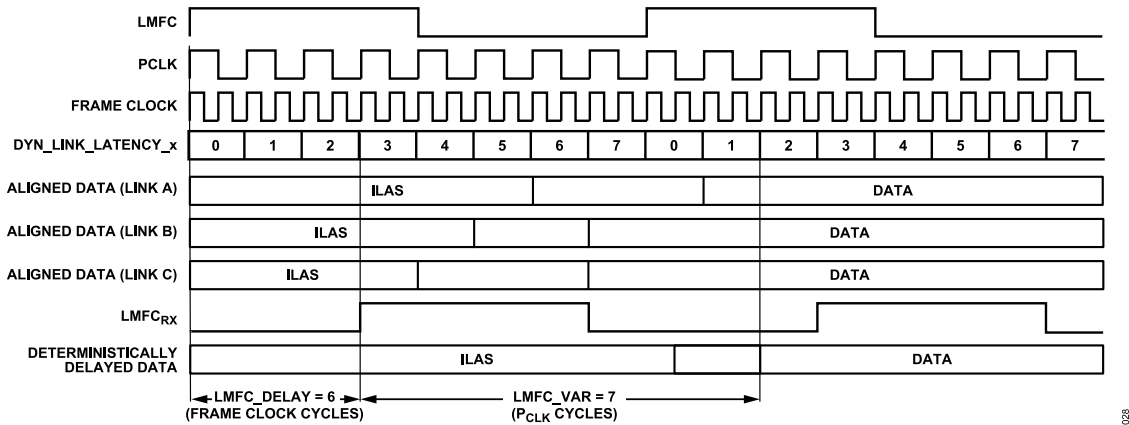 LMFC
PCLK
FRAME CLOCK
DYN_LINK_LATENCY_x 0 1 2 3 4 5 6 7 0 1 2 3 4 5 6 7
ALIGNED DATA (LINK A) ILAS DATA
ALIGNED DATA (LINK B) ILAS DATA
ALIGNED DATA (LINK C) ILAS DATA
LMFCRX
DETERMINISTICALLY
DELAYED DATA ILAS DATA
LMFC_DELAY = 6 LMFC_VAR = 7
(FRAME CLOCK CYCLES) (PCLK CYCLES)
028